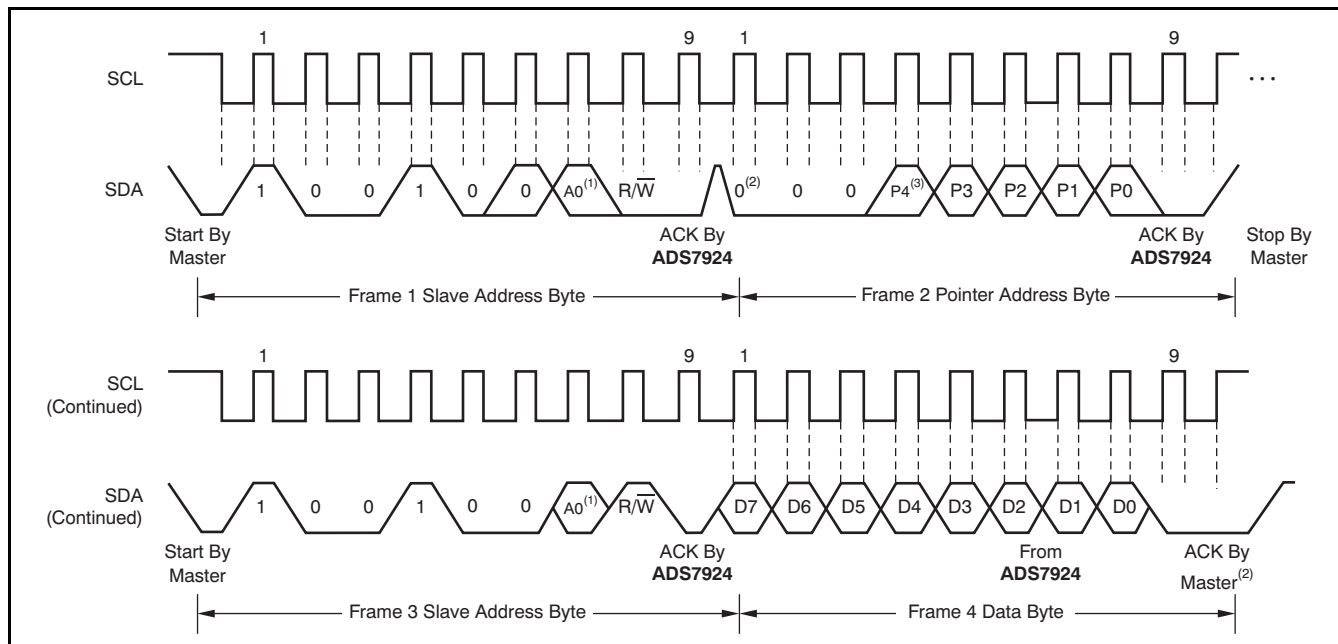 1 9 1 9
SCL ...
SDA 1 0 0 1 0 0 A0(1) R/W 0(2) 0 0 P4(3) P3 P2 P1 P0
Start By Master
ACK By ADS7924
ACK By ADS7924
Stop By Master
Frame 1 Slave Address Byte
Frame 2 Pointer Address Byte
1 9 1 9
SCL (Continued)
SDA (Continued) 1 0 0 1 0 0 A0(1) R/W D7 D6 D5 D4 D3 D2 D1 D0
Start By Master
ACK By ADS7924
From ADS7924
ACK By Master(2)
Frame 3 Slave Address Byte
Frame 4 Data Byte